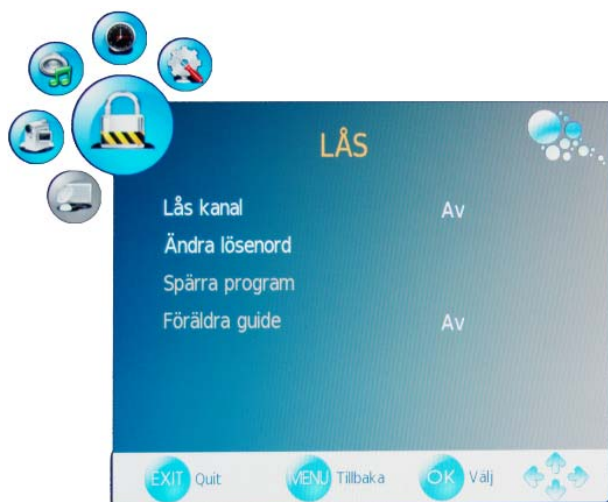 LÅS
Lås kanal Av
Ändra lösenord
Spärra program
Föräldra guide Av
EXIT Quit MENU Tillbaka OK Välj